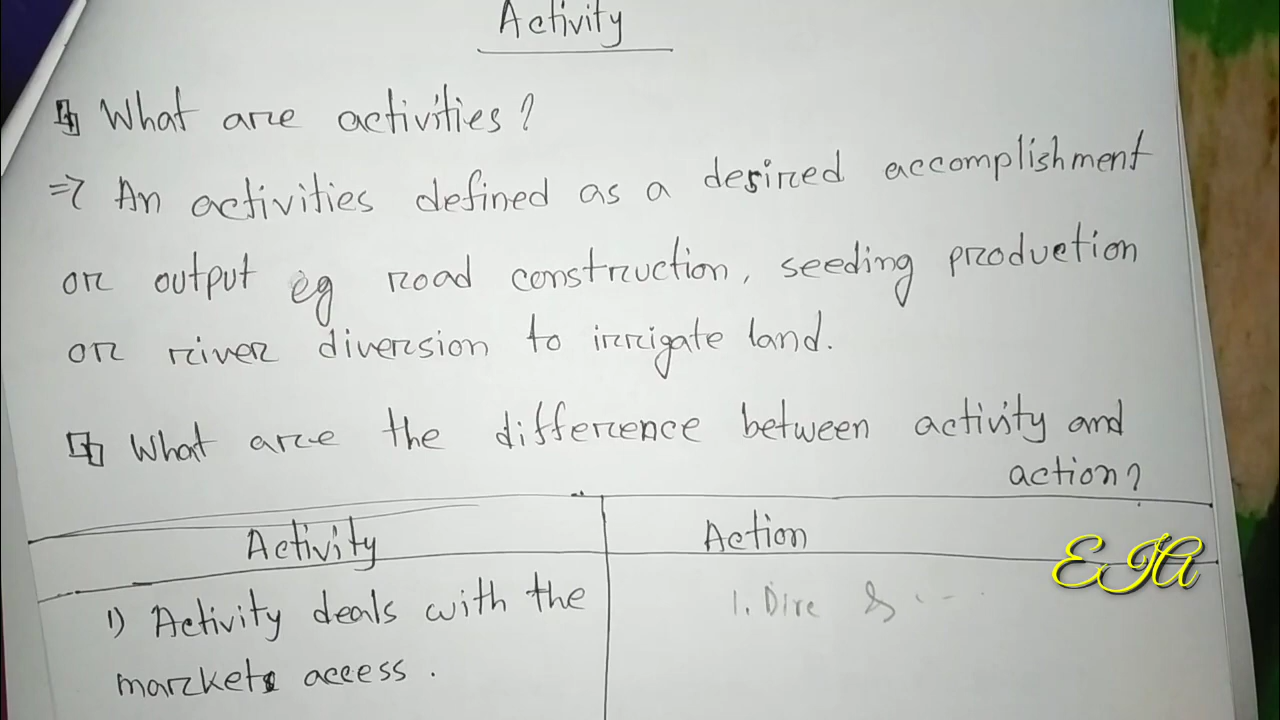 Activity
What are activities?
⇒ An activities defined as a desired accomplishment
or output eg road construction, seeding production
or river diversion to irrigate land.
What are the difference between activity and
action?
Activity
Action
1) Activity deals with the
markets access.
1. Dire
EIA